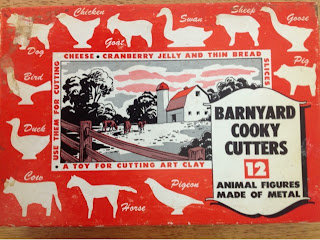 Chicken
Swan
Sheep
Goose
Dog
Goat
Pig
Bird
Duck
Cow
Horse
Pigeon
USE THEM FOR CUTTING
CHEESE • CRANBERRY JELLY AND THIN BREAD
SLICES
• A TOY FOR CUTTING ART CLAY
BARNYARD
COOKY
CUTTERS
12
ANIMAL FIGURES
MADE OF METAL